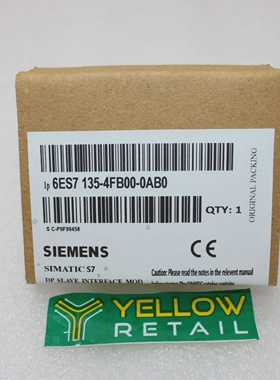 1p 6ES7 135-4FB00-0AB0
QTY: 1
S C-P9F99458
ORIGINAL PACKING
SIEMENS
CE
SIMATIC S7
Caution: Please read the notes in the relevent manual
DP SLAVE INTERFACE MOD
YELLOW
RETAIL